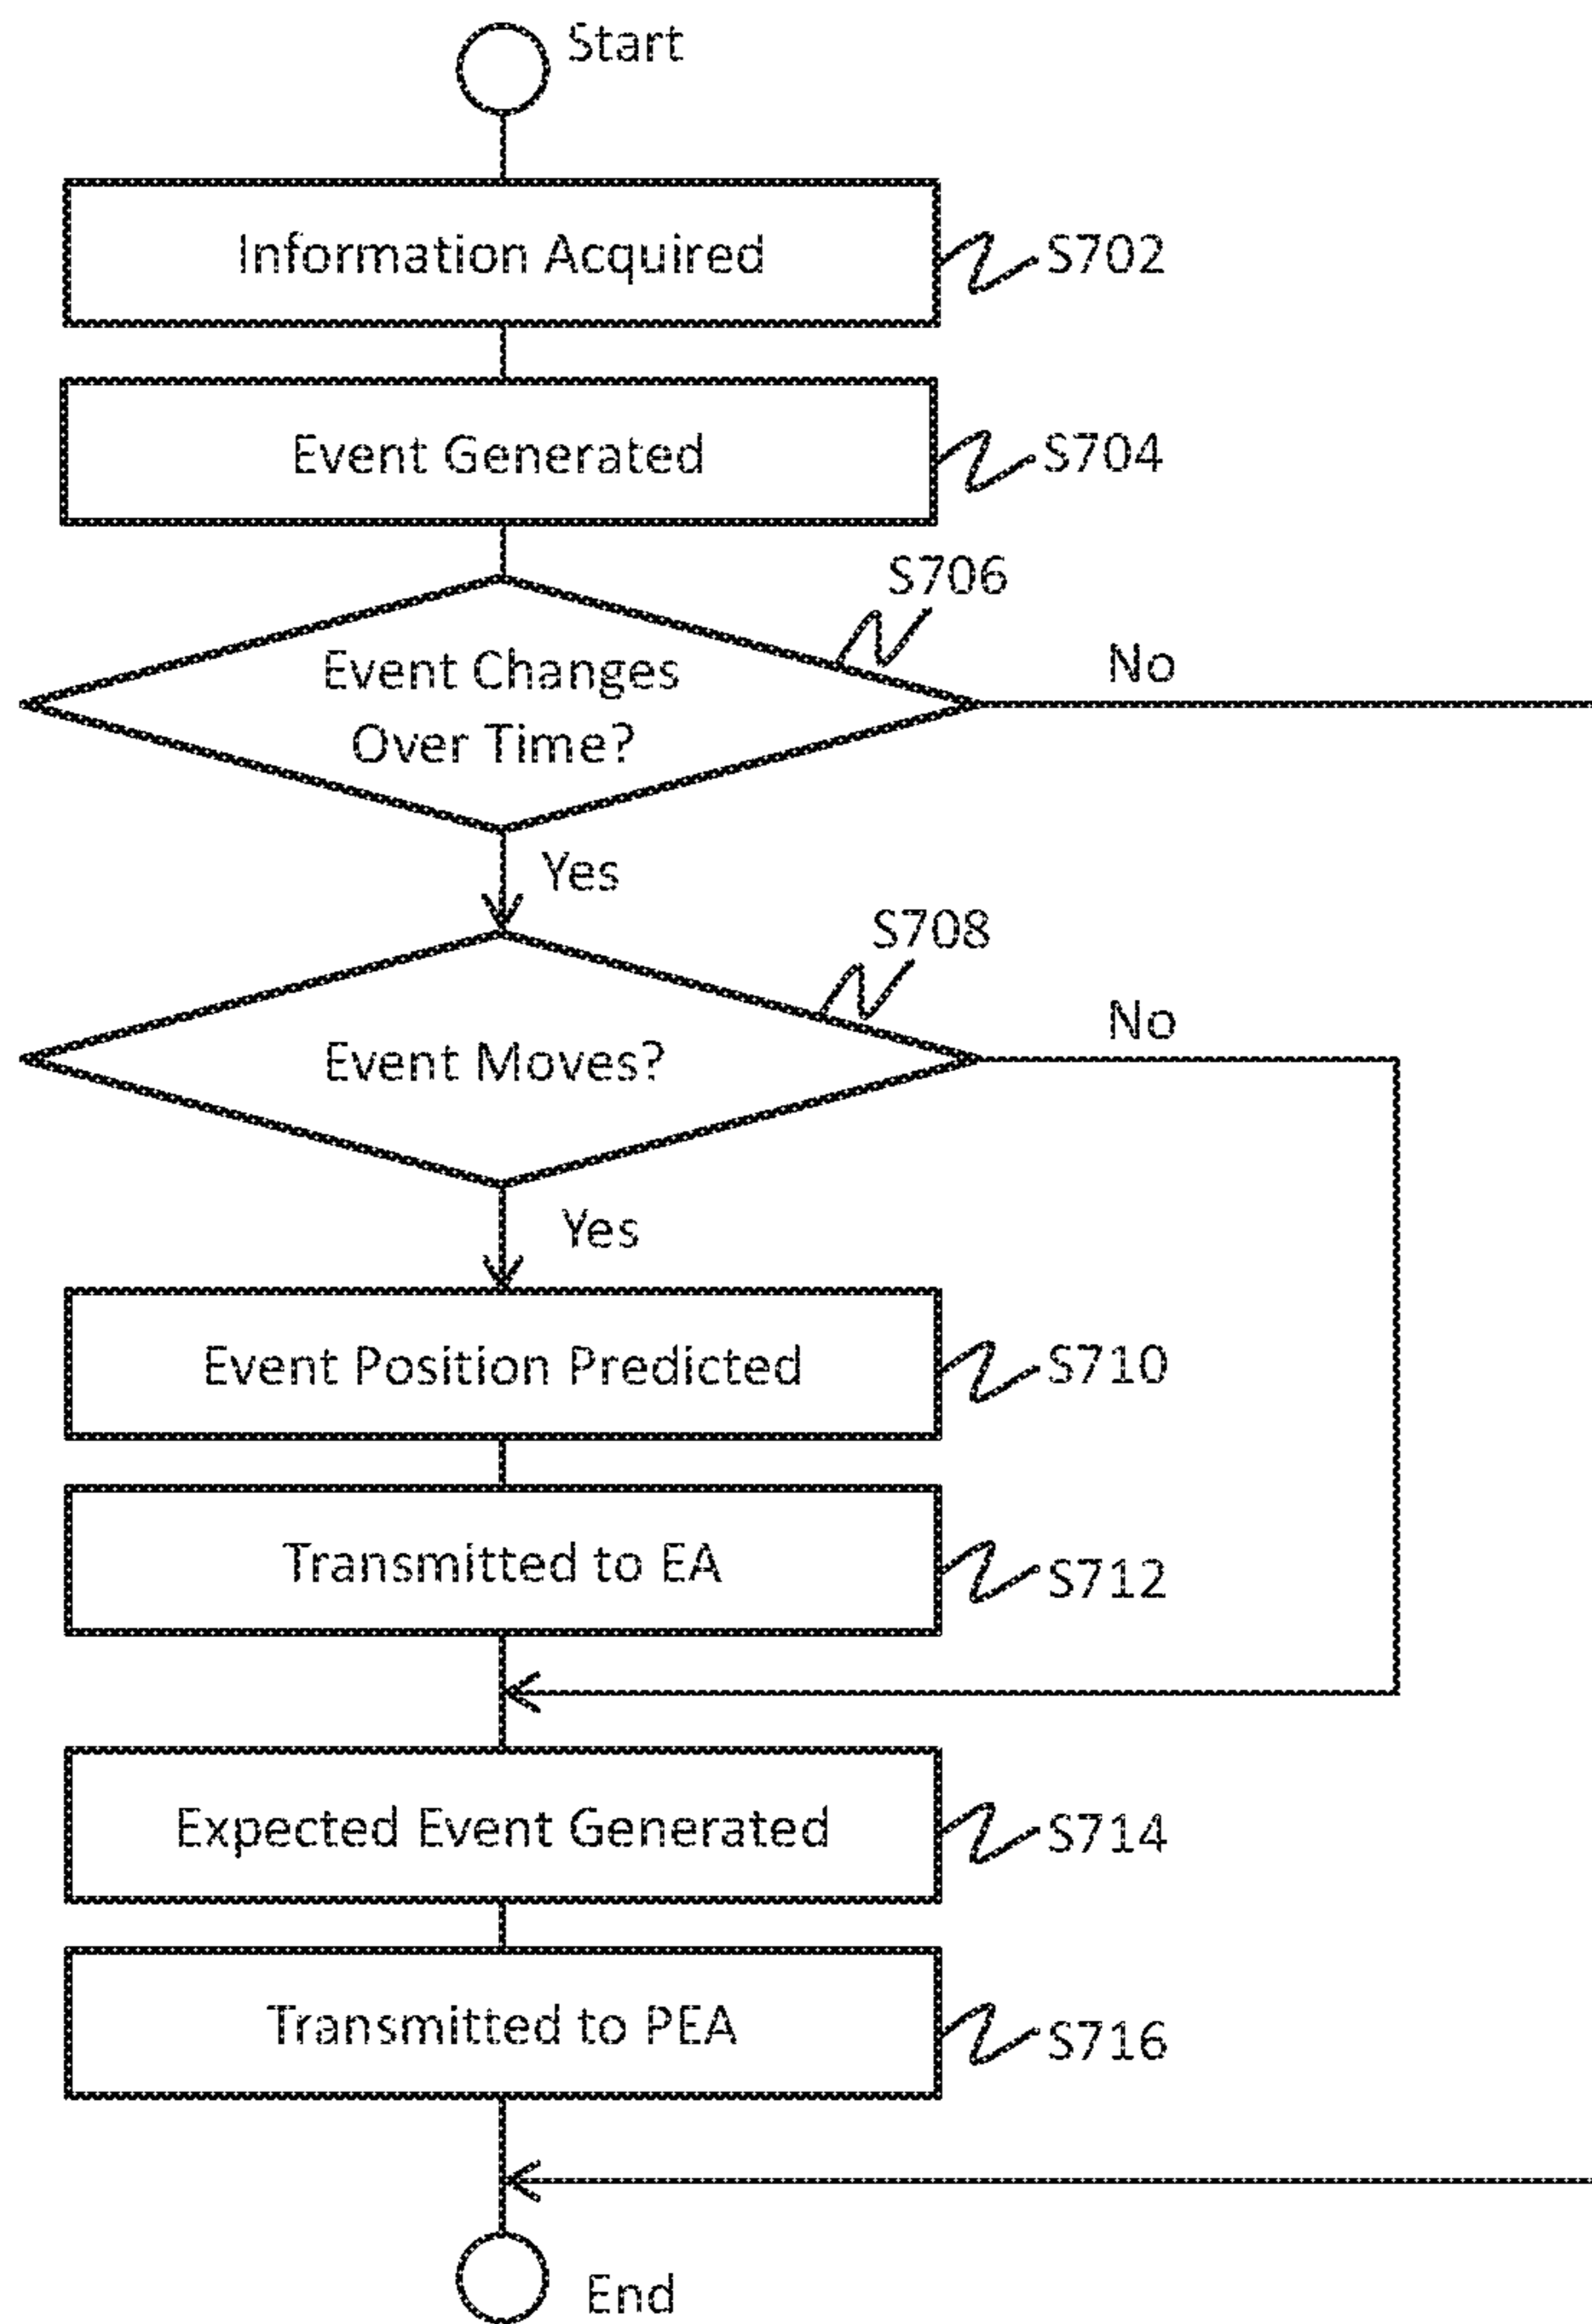 Start
Information Acquired
S702
Event Generated
S704
S706
Event Changes
Over Time?
No
Yes
S708
Event Moves?
No
Yes
Event Position Predicted
S710
Transmitted to EA
S712
Expected Event Generated
S714
Transmitted to PEA
S716
End